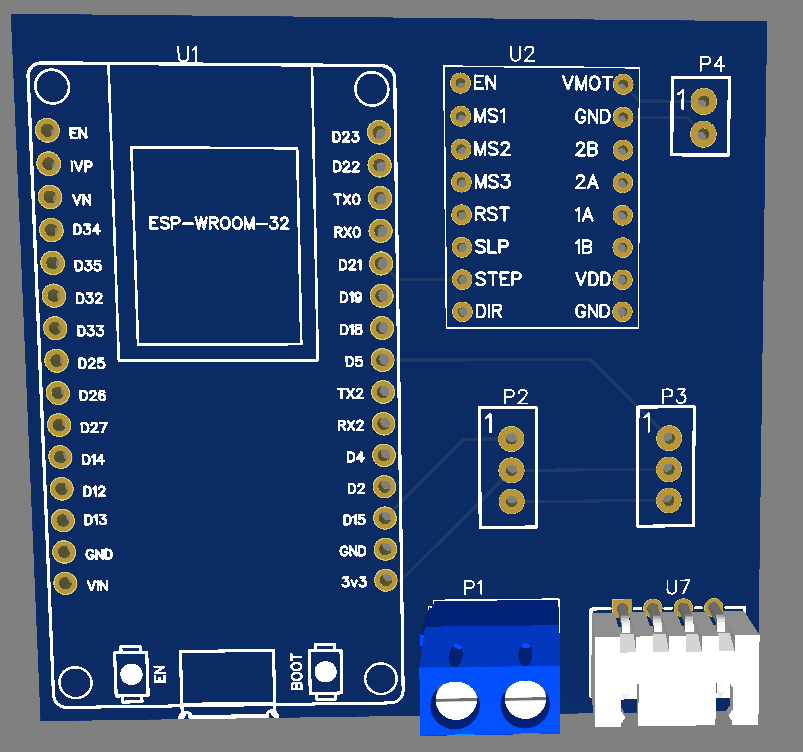 U1
EN
IVP
VN
D34
D35
D32
D33
D25
D26
D27
D14
D12
D13
GND
VIN
ESP-WROOM-32
D23
D22
TX0
RX0
D21
D19
D18
D5
TX2
RX2
D4
D2
D15
GND
3v3
EN
BOOT
U2
EN VMOT
MS1 GND
MS2 2B
MS3 2A
RST 1A
SLP 1B
STEP VDD
DIR GND
P4
1
P2
1
P3
1
P1
U7